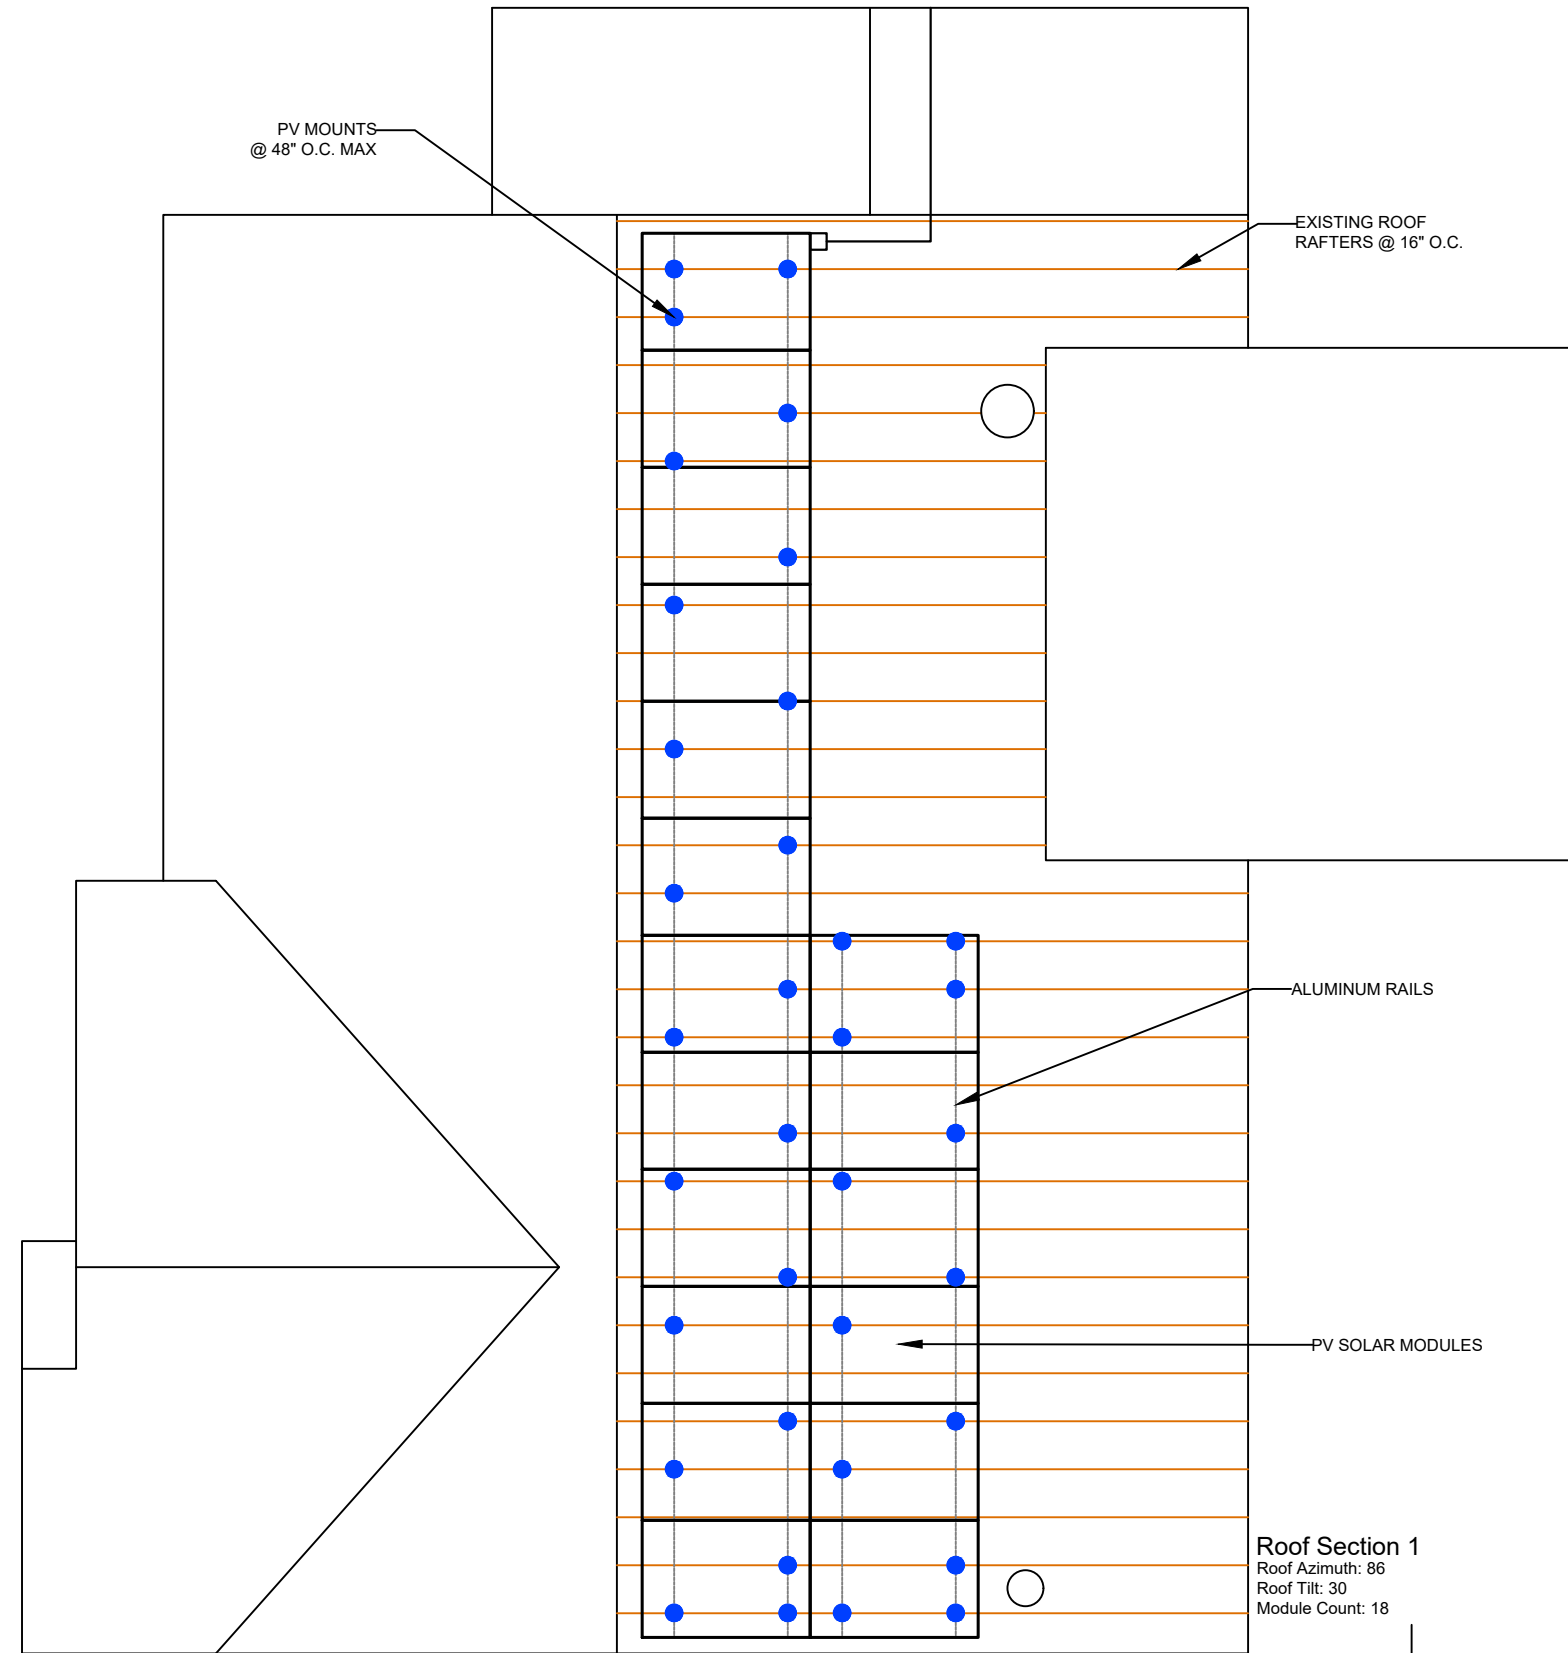 PV MOUNTS
@ 48" O.C. MAX
EXISTING ROOF
RAFTERS @ 16" O.C.
ALUMINUM RAILS
PV SOLAR MODULES
Roof Section 1
Roof Azimuth: 86
Roof Tilt: 30
Module Count: 18